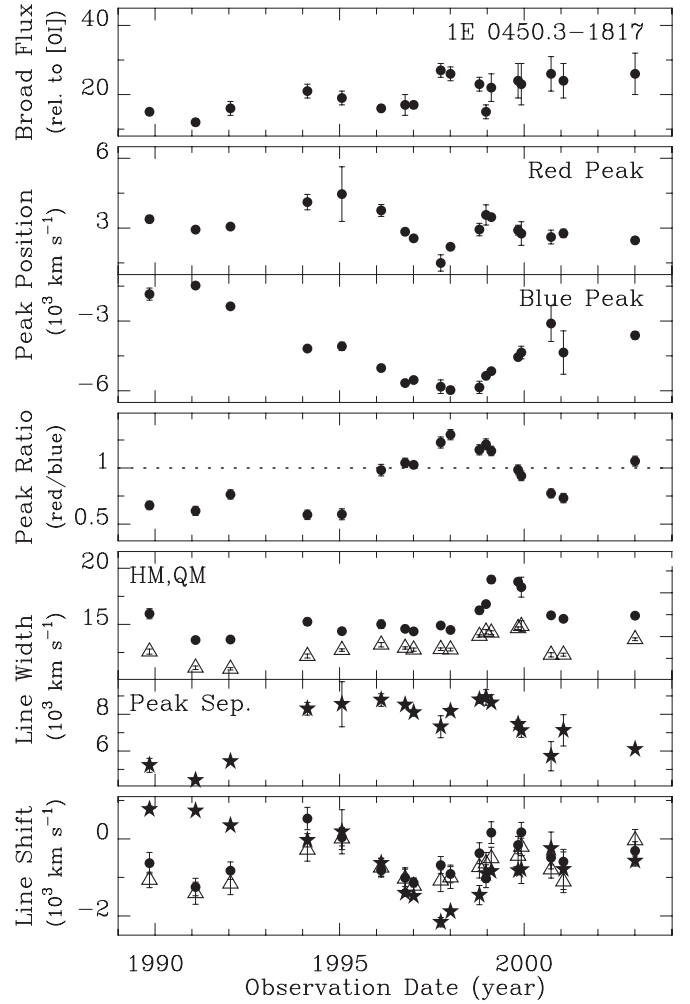 1E 0450.3−1817
Broad Flux
(rel. to [OI])
40
20
Red Peak
Blue Peak
Peak Position
(10³ km s⁻¹)
6
3
−3
−6
Peak Ratio
(red/blue)
1
0.5
HM,QM
Peak Sep.
Line Width
(10³ km s⁻¹)
20
15
8
6
Line Shift
(10³ km s⁻¹)
0
−2
1990 1995 2000
Observation Date (year)